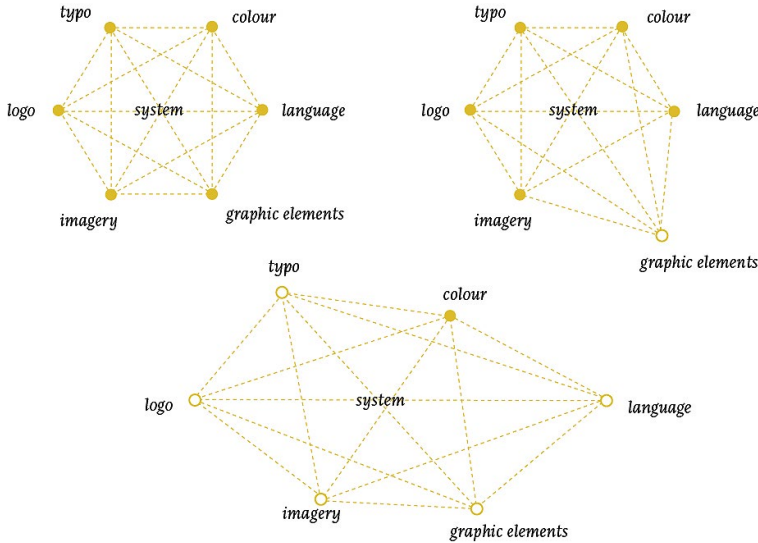 typo
colour
logo
system
language
imagery
graphic elements
typo
colour
logo
system
language
imagery
graphic elements
typo
colour
logo
system
language
imagery
graphic elements